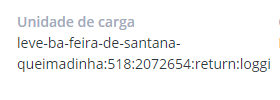 Unidade de carga
leve-ba-feira-de-santana-
queimadinha:518:2072654:return:loggi